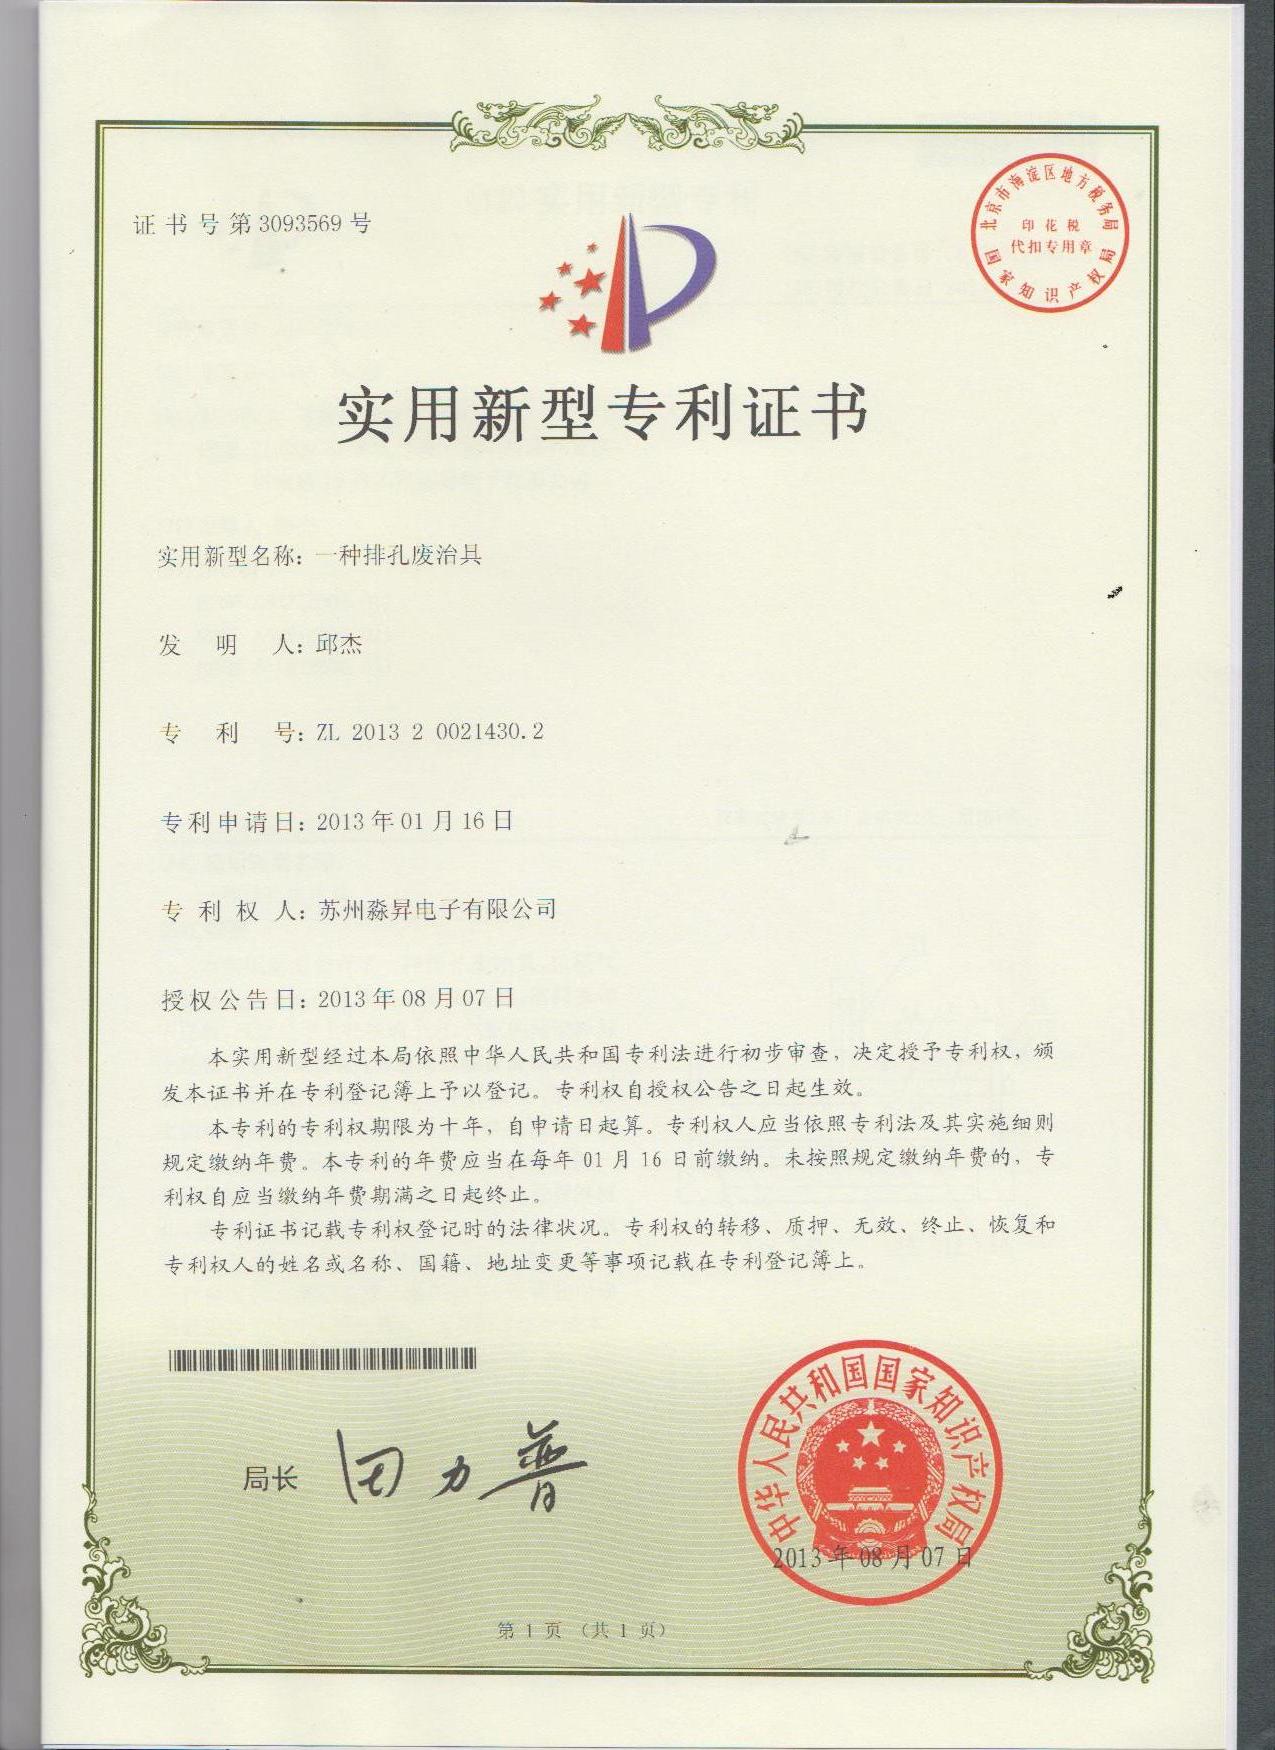 证书号第3093569号
北京市海淀区地方税务局
印花税
代扣专用章
国家知识产权局
实用新型专利证书
实用新型名称：一种排孔废治具
发明人：邱杰
专利号：ZL 2013 2 0021430.2
专利申请日：2013年01月16日
专利权人：苏州淼昇电子有限公司
授权公告日：2013年08月07日
本实用新型经过本局依照中华人民共和国专利法进行初步审查，决定授予专利权，颁
发本证书并在专利登记簿上予以登记。专利权自授权公告之日起生效。
本专利的专利权期限为十年，自申请日起算。专利权人应当依照专利法及其实施细则
规定缴纳年费。本专利的年费应当在每年01月16日前缴纳。未按照规定缴纳年费的，专
利权自应当缴纳年费期满之日起终止。
专利证书记载专利权登记时的法律状况。专利权的转移、质押、无效、终止、恢复和
专利权人的姓名或名称、国籍、地址变更等事项记载在专利登记簿上。
局长 田力普
中华人民共和国国家知识产权局
2013年08月07日
第1页（共1页）